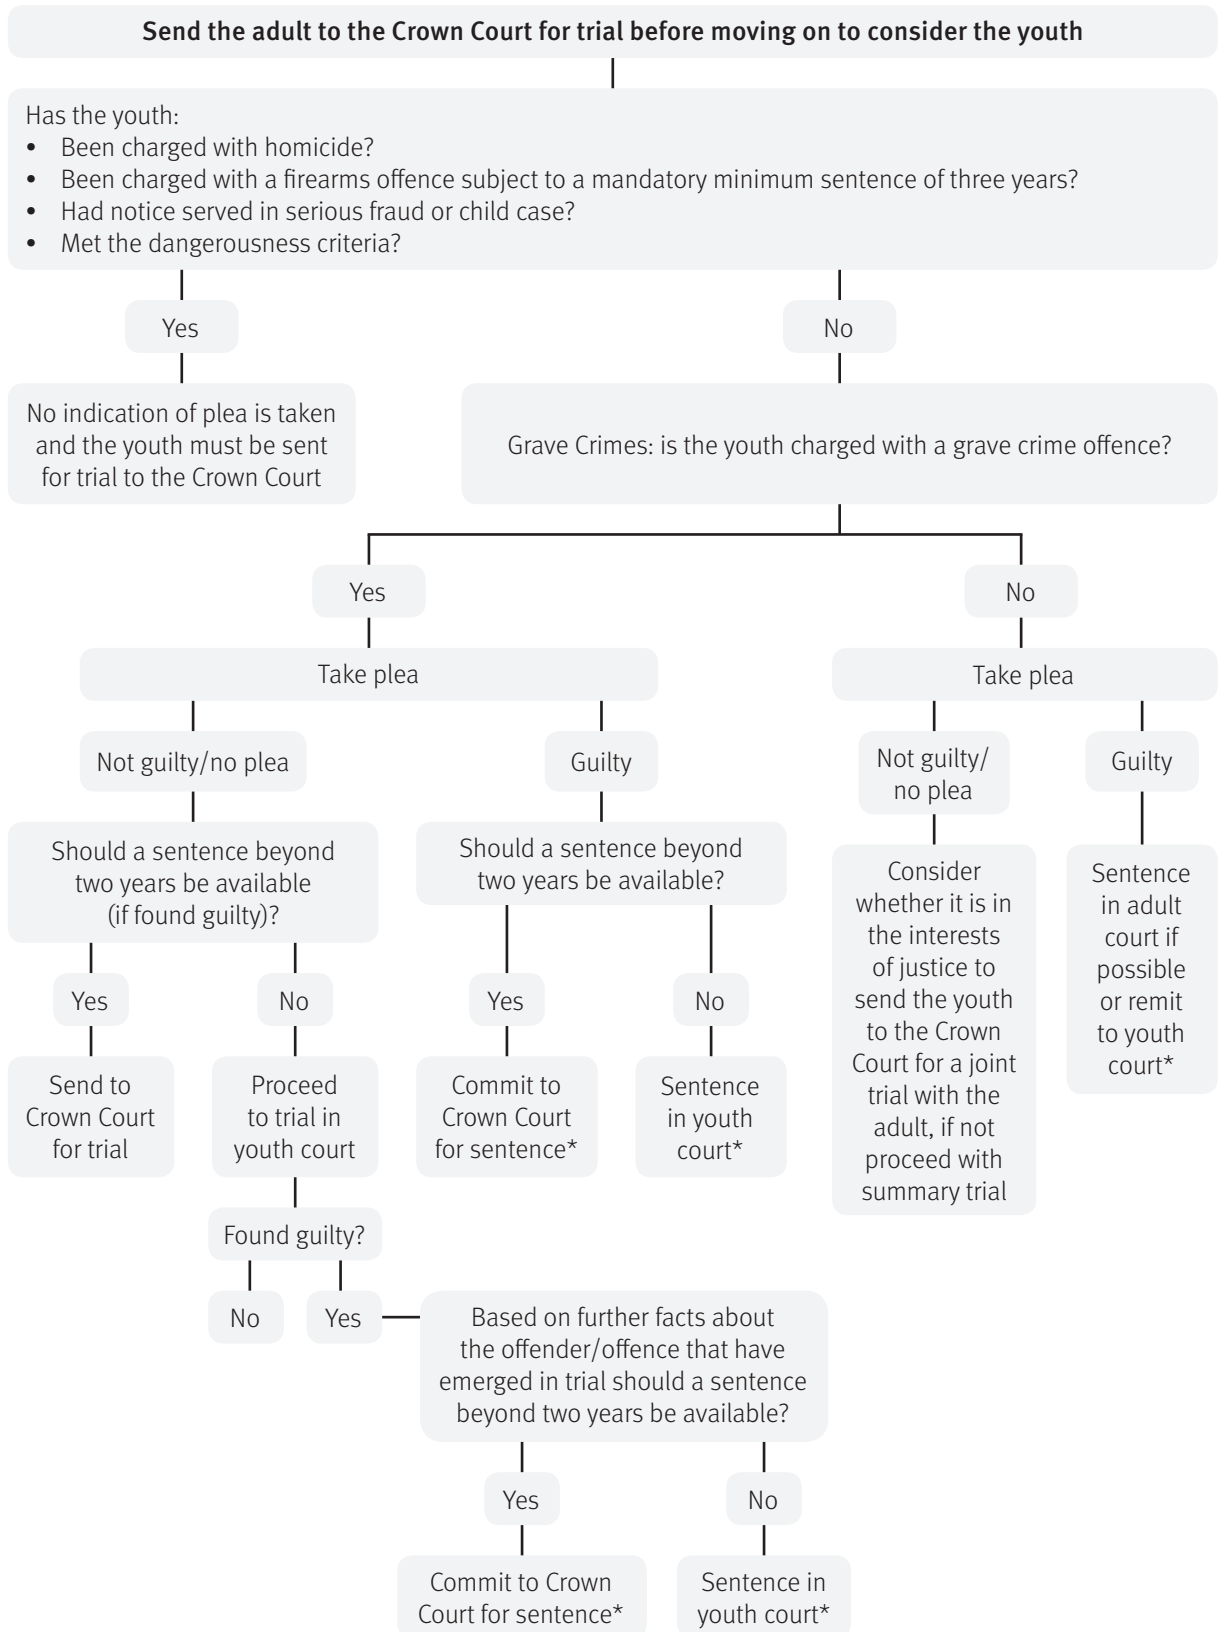 Send the adult to the Crown Court for trial before moving on to consider the youth
Has the youth:
• Been charged with homicide?
• Been charged with a firearms offence subject to a mandatory minimum sentence of three years?
• Had notice served in serious fraud or child case?
• Met the dangerousness criteria?
Yes
No
No indication of plea is taken
and the youth must be sent
for trial to the Crown Court
Grave Crimes: is the youth charged with a grave crime offence?
Yes
No
Take plea
Take plea
Not guilty/no plea
Guilty
Not guilty/
no plea
Guilty
Should a sentence beyond
two years be available
(if found guilty)?
Should a sentence beyond
two years be available?
Consider
whether it is in
the interests
of justice to
send the youth
to the Crown
Court for a joint
trial with the
adult, if not
proceed with
summary trial
Sentence
in adult
court if
possible
or remit
to youth
court*
Yes
No
Yes
No
Send to
Crown Court
for trial
Proceed
to trial in
youth court
Commit to
Crown Court
for sentence*
Sentence
in youth
court*
Found guilty?
No
Yes
Based on further facts about
the offender/offence that have
emerged in trial should a sentence
beyond two years be available?
Yes
No
Commit to Crown
Court for sentence*
Sentence in
youth court*